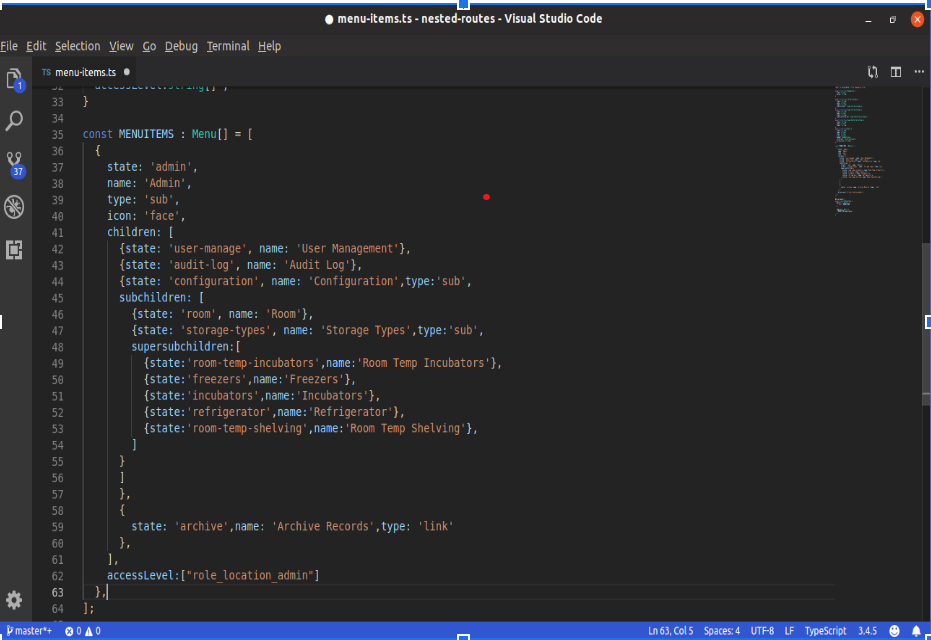 menu-items.ts - nested-routes - Visual Studio Code
File Edit Selection View Go Debug Terminal Help
TS menu-items.ts
1
37
32 accessLevel:string[] ;
33 }
34
35 const MENUITEMS : Menu[] = [
36 {
37 state: 'admin',
38 name: 'Admin',
39 type: 'sub',
40 icon: 'face',
41 children: [
42 {state: 'user-manage', name: 'User Management'},
43 {state: 'audit-log', name: 'Audit Log'},
44 {state: 'configuration', name: 'Configuration',type:'sub',
45 subchildren: [
46 {state: 'room', name: 'Room'},
47 {state: 'storage-types', name: 'Storage Types',type:'sub',
48 supersubchildren:[
49 {state:'room-temp-incubators',name:'Room Temp Incubators'},
50 {state:'freezers',name:'Freezers'},
51 {state:'incubators',name:'Incubators'},
52 {state:'refrigerator',name:'Refrigerator'},
53 {state:'room-temp-shelving',name:'Room Temp Shelving'},
54 ]
55 }
56 ]
57 },
58 {
59 state: 'archive',name: 'Archive Records',type: 'link'
60 },
61 ],
62 accessLevel:["role_location_admin"]
63 },
64 ];
master*+ 0 0 Ln 63, Col 5 Spaces: 4 UTF-8 LF TypeScript 3.4.5